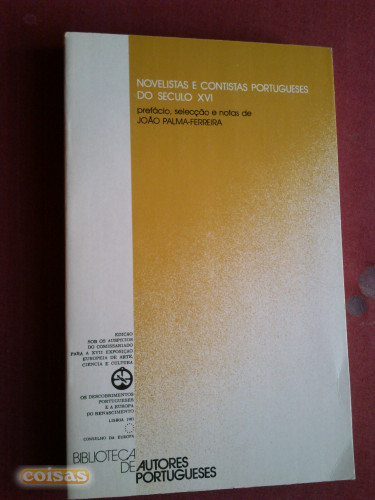 NOVELISTAS E CONTISTAS PORTUGUESES
DO SECULO XVI
prefácio, selecção e notas de
JOÃO PALMA-FERREIRA
EDIÇÃO
SOB OS AUSPÍCIOS
DO COMISSARIADO
PARA A XVII EXPOSIÇÃO
EUROPEIA DE ARTE,
CIÊNCIA E CULTURA
OS DESCOBRIMENTOS
PORTUGUESES
E A EUROPA
DO RENASCIMENTO
LISBOA 1983
CONSELHO DA EUROPA
BIBLIOTECA
DE AUTORES
PORTUGUESES
coisas